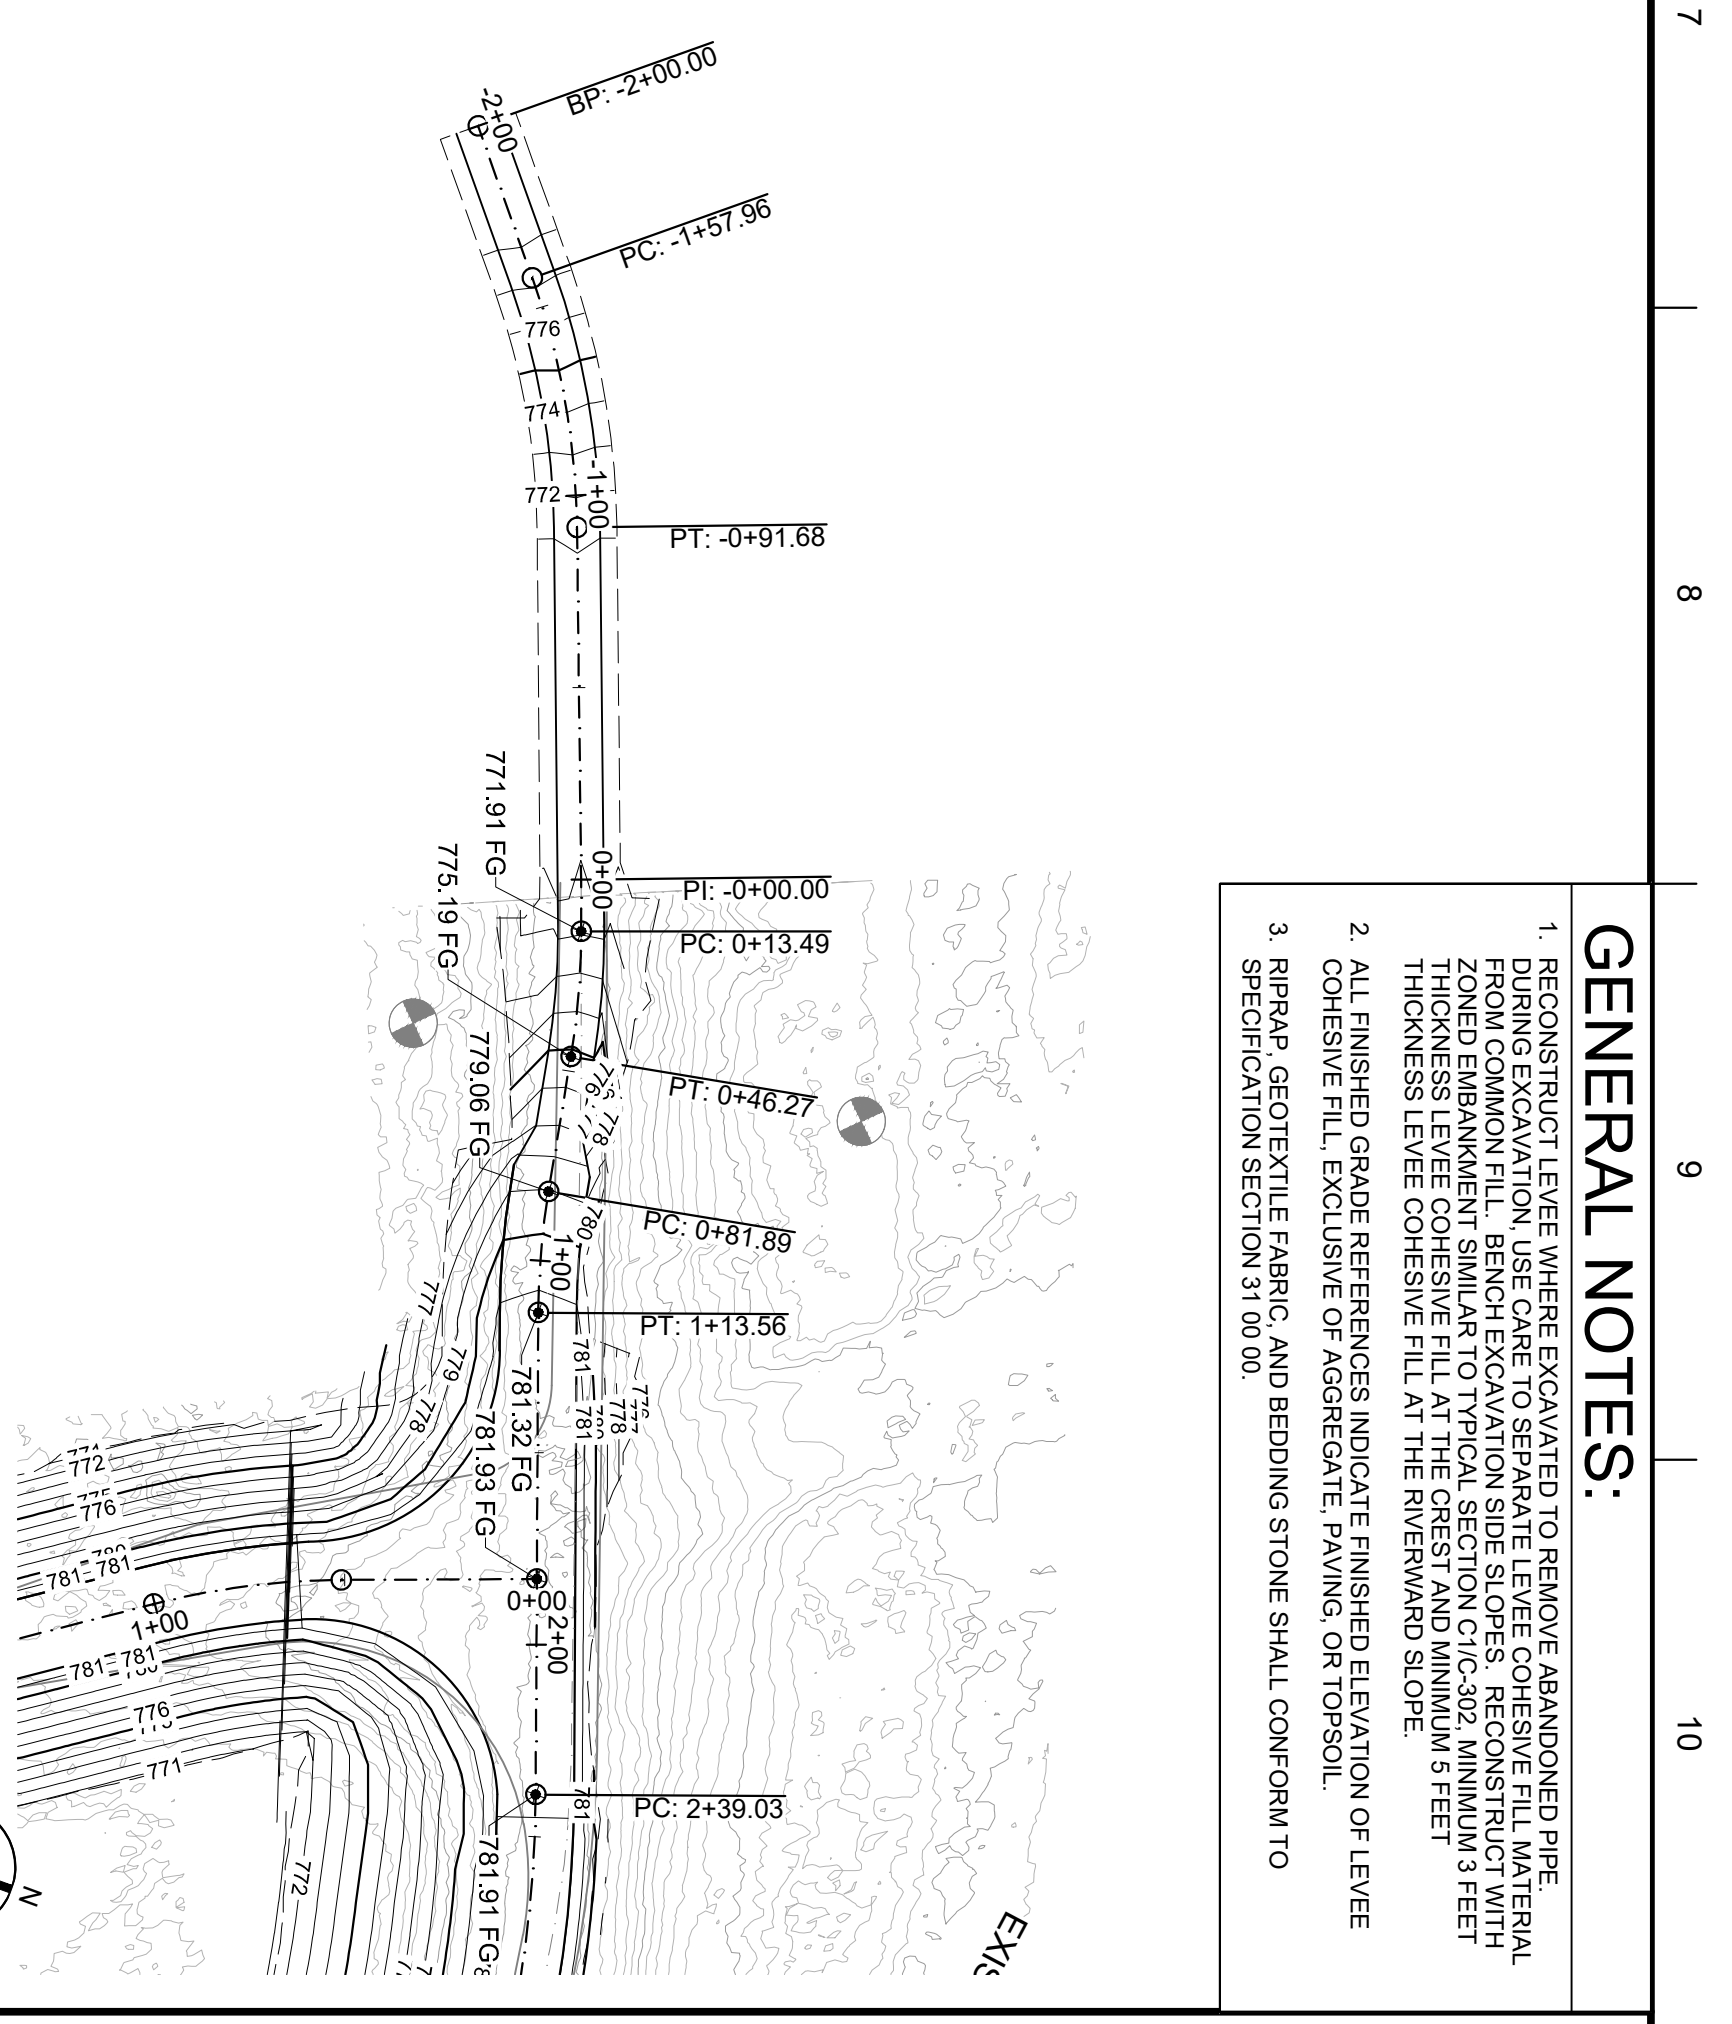 7
8
9
10
GENERAL NOTES:
1. RECONSTRUCT LEVEE WHERE EXCAVATED TO REMOVE ABANDONED PIPE.
DURING EXCAVATION, USE CARE TO SEPARATE LEVEE COHESIVE FILL MATERIAL
FROM COMMON FILL. BENCH EXCAVATION SIDE SLOPES. RECONSTRUCT WITH
ZONED EMBANKMENT SIMILAR TO TYPICAL SECTION C1/C-302, MINIMUM 3 FEET
THICKNESS LEVEE COHESIVE FILL AT THE CREST AND MINIMUM 5 FEET
THICKNESS LEVEE COHESIVE FILL AT THE RIVERWARD SLOPE.
2. ALL FINISHED GRADE REFERENCES INDICATE FINISHED ELEVATION OF LEVEE
COHESIVE FILL, EXCLUSIVE OF AGGREGATE, PAVING, OR TOPSOIL.
3. RIPRAP, GEOTEXTILE FABRIC, AND BEDDING STONE SHALL CONFORM TO
SPECIFICATION SECTION 31 00 00.
BP: -2+00.00
-2+00
PC: -1+57.96
776
774
772
-1+00
PT: -0+91.68
771.91 FG
775.19 FG
0+00
PI: -0+00.00
PC: 0+13.49
PT: 0+46.27
776
778
779.06 FG
780
PC: 0+81.89
1+00
PT: 1+13.56
777
779
778
781
781
778
781.32 FG
781.93 FG
771
772
776
781
781
0+00
2+00
1+00
781
781
776
771
PC: 2+39.03
781
781.91 FG
772
N